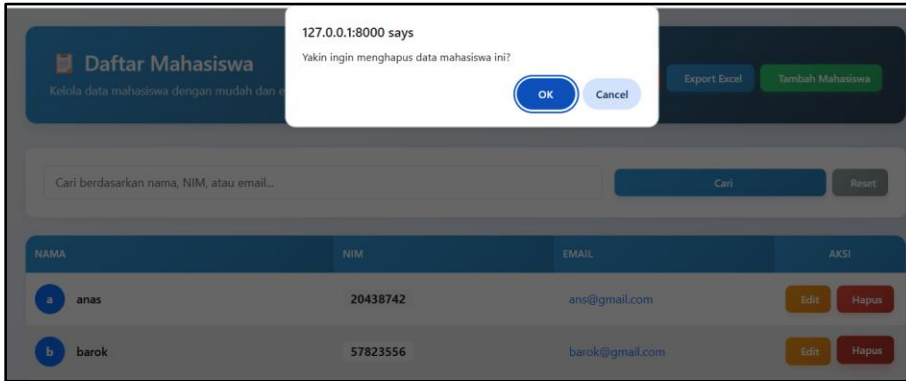 127.0.0.1:8000 says
Yakin ingin menghapus data mahasiswa ini?
OK Cancel
Daftar Mahasiswa
Kelola data mahasiswa dengan mudah dan
Export Excel Tambah Mahasiswa
Cari berdasarkan nama, NIM, atau email... Cari Reset
NAMA NIM EMAIL AKSI
a anas 20438742 ans@gmail.com Edit Hapus
b barok 57823556 barok@gmail.com Edit Hapus